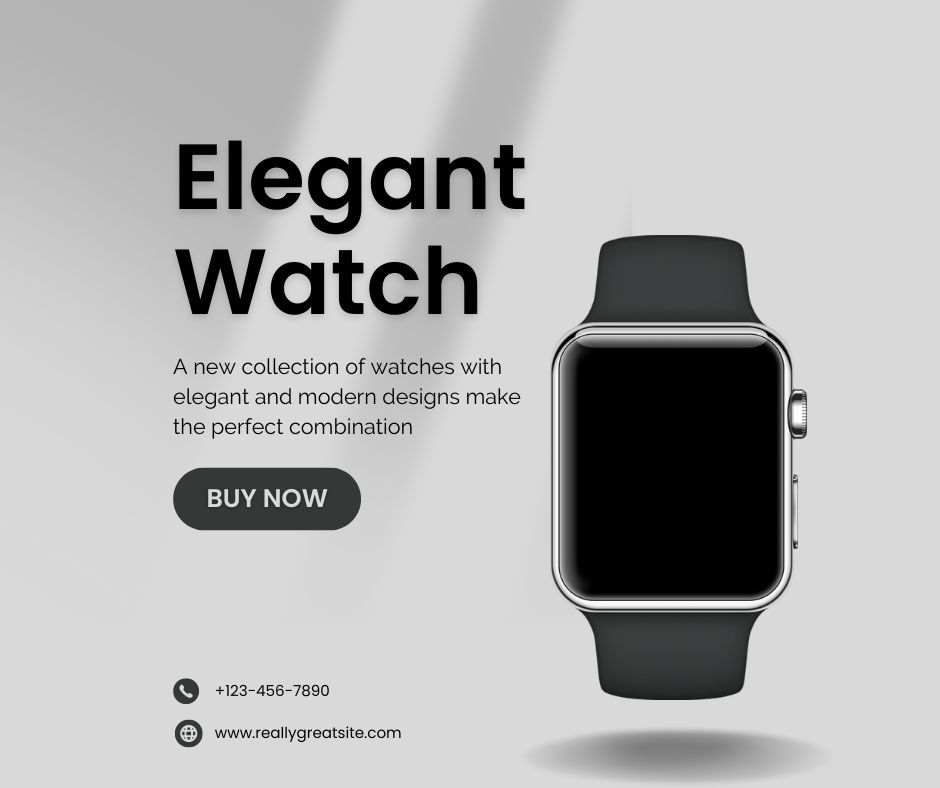 Elegant
Watch
A new collection of watches with
elegant and modern designs make
the perfect combination
BUY NOW
+123-456-7890
www.reallygreatsite.com